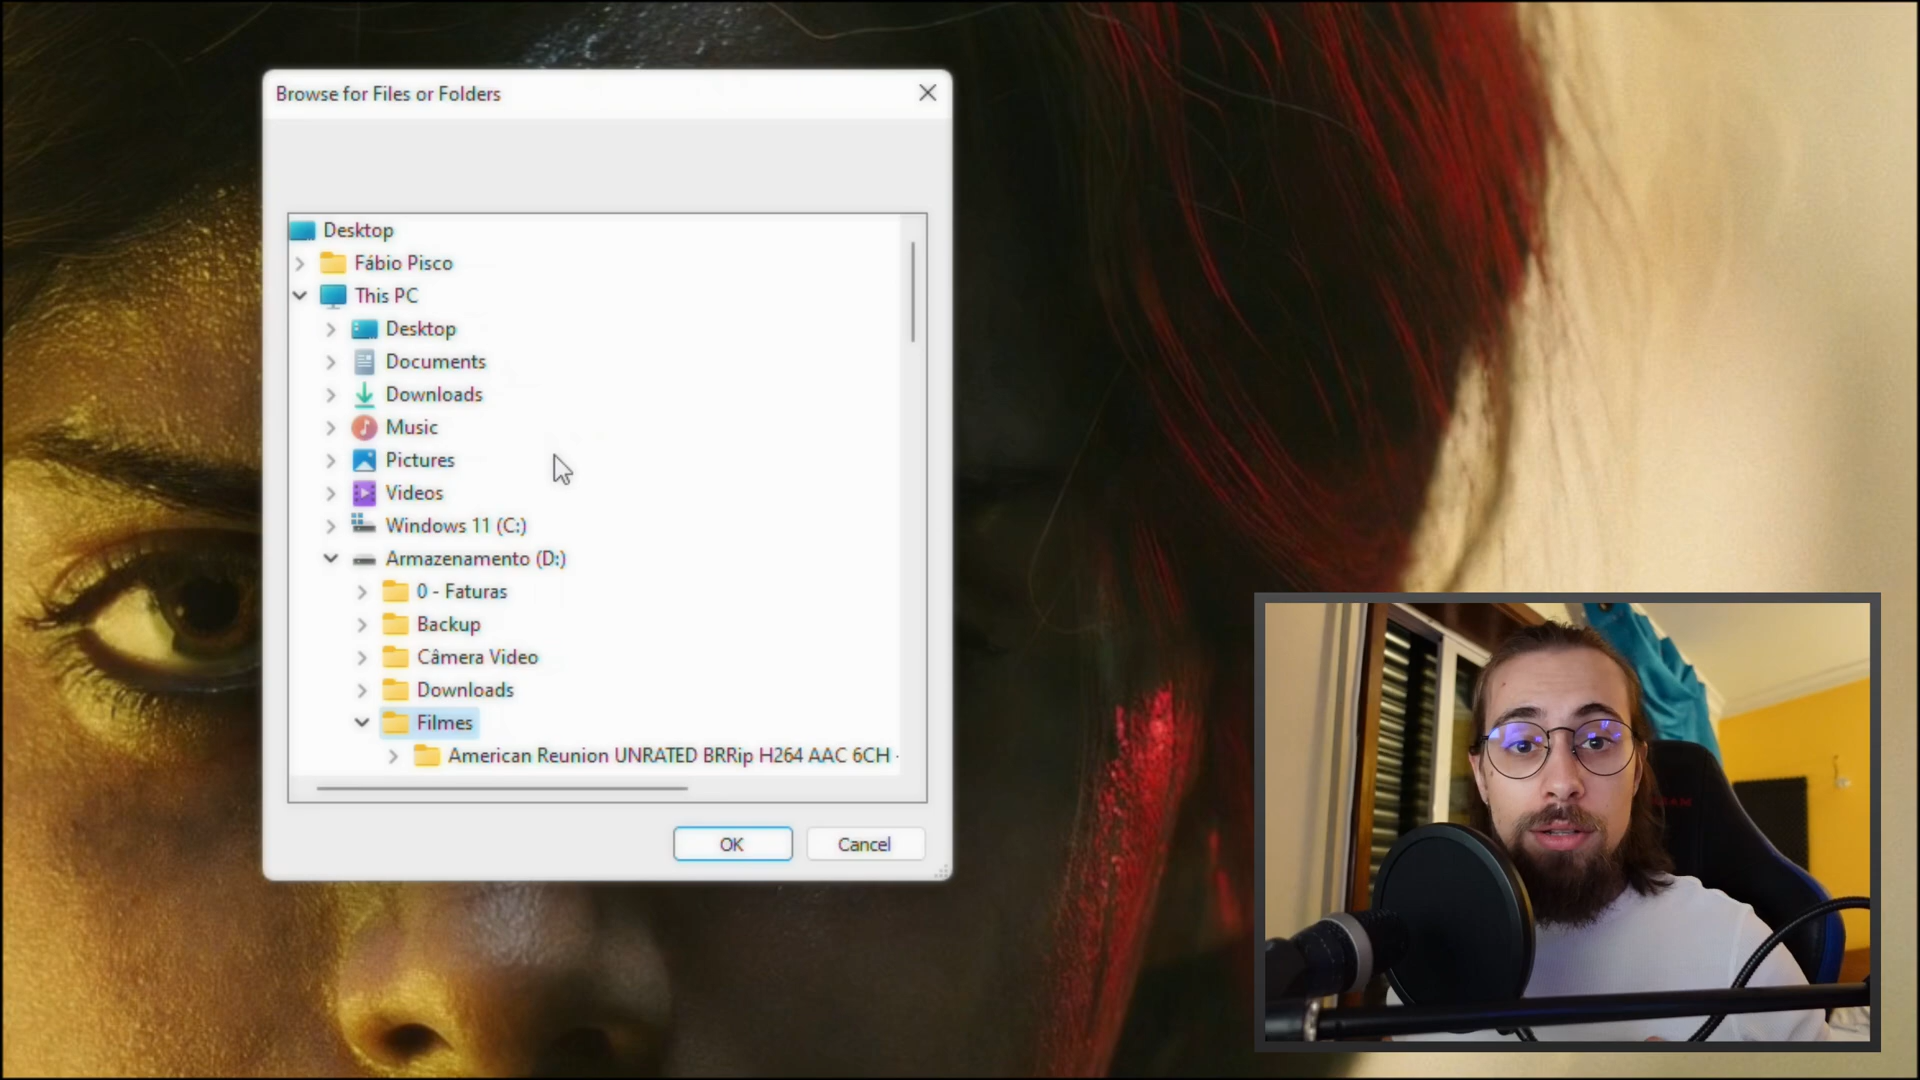 Browse for Files or Folders
Desktop
Fábio Pisco
This PC
Desktop
Documents
Downloads
Music
Pictures
Videos
Windows 11 (C:)
Armazenamento (D:)
0 - Faturas
Backup
Câmera Video
Downloads
Filmes
American Reunion UNRATED BRRip H264 AAC 6CH -
OK
Cancel